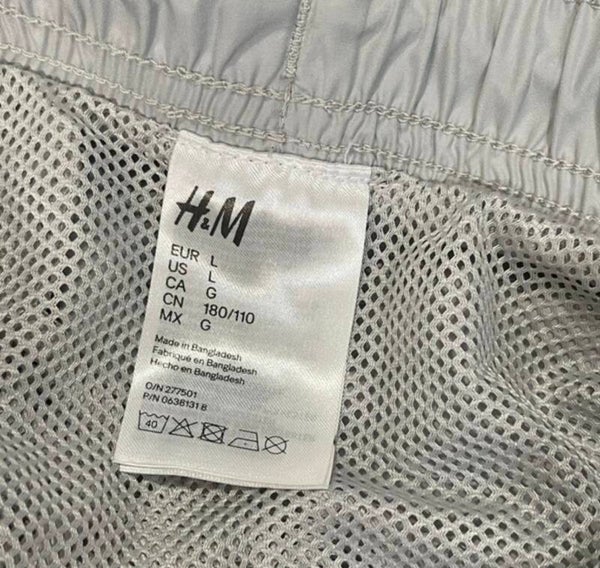 H&M
EUR L
US L
CA G
CN 180/110
MX G
Made in Bangladesh
Fabriqué en Bangladesh
Hecho en Bangladesh
O/N 277501
P/N 0638131 8
40